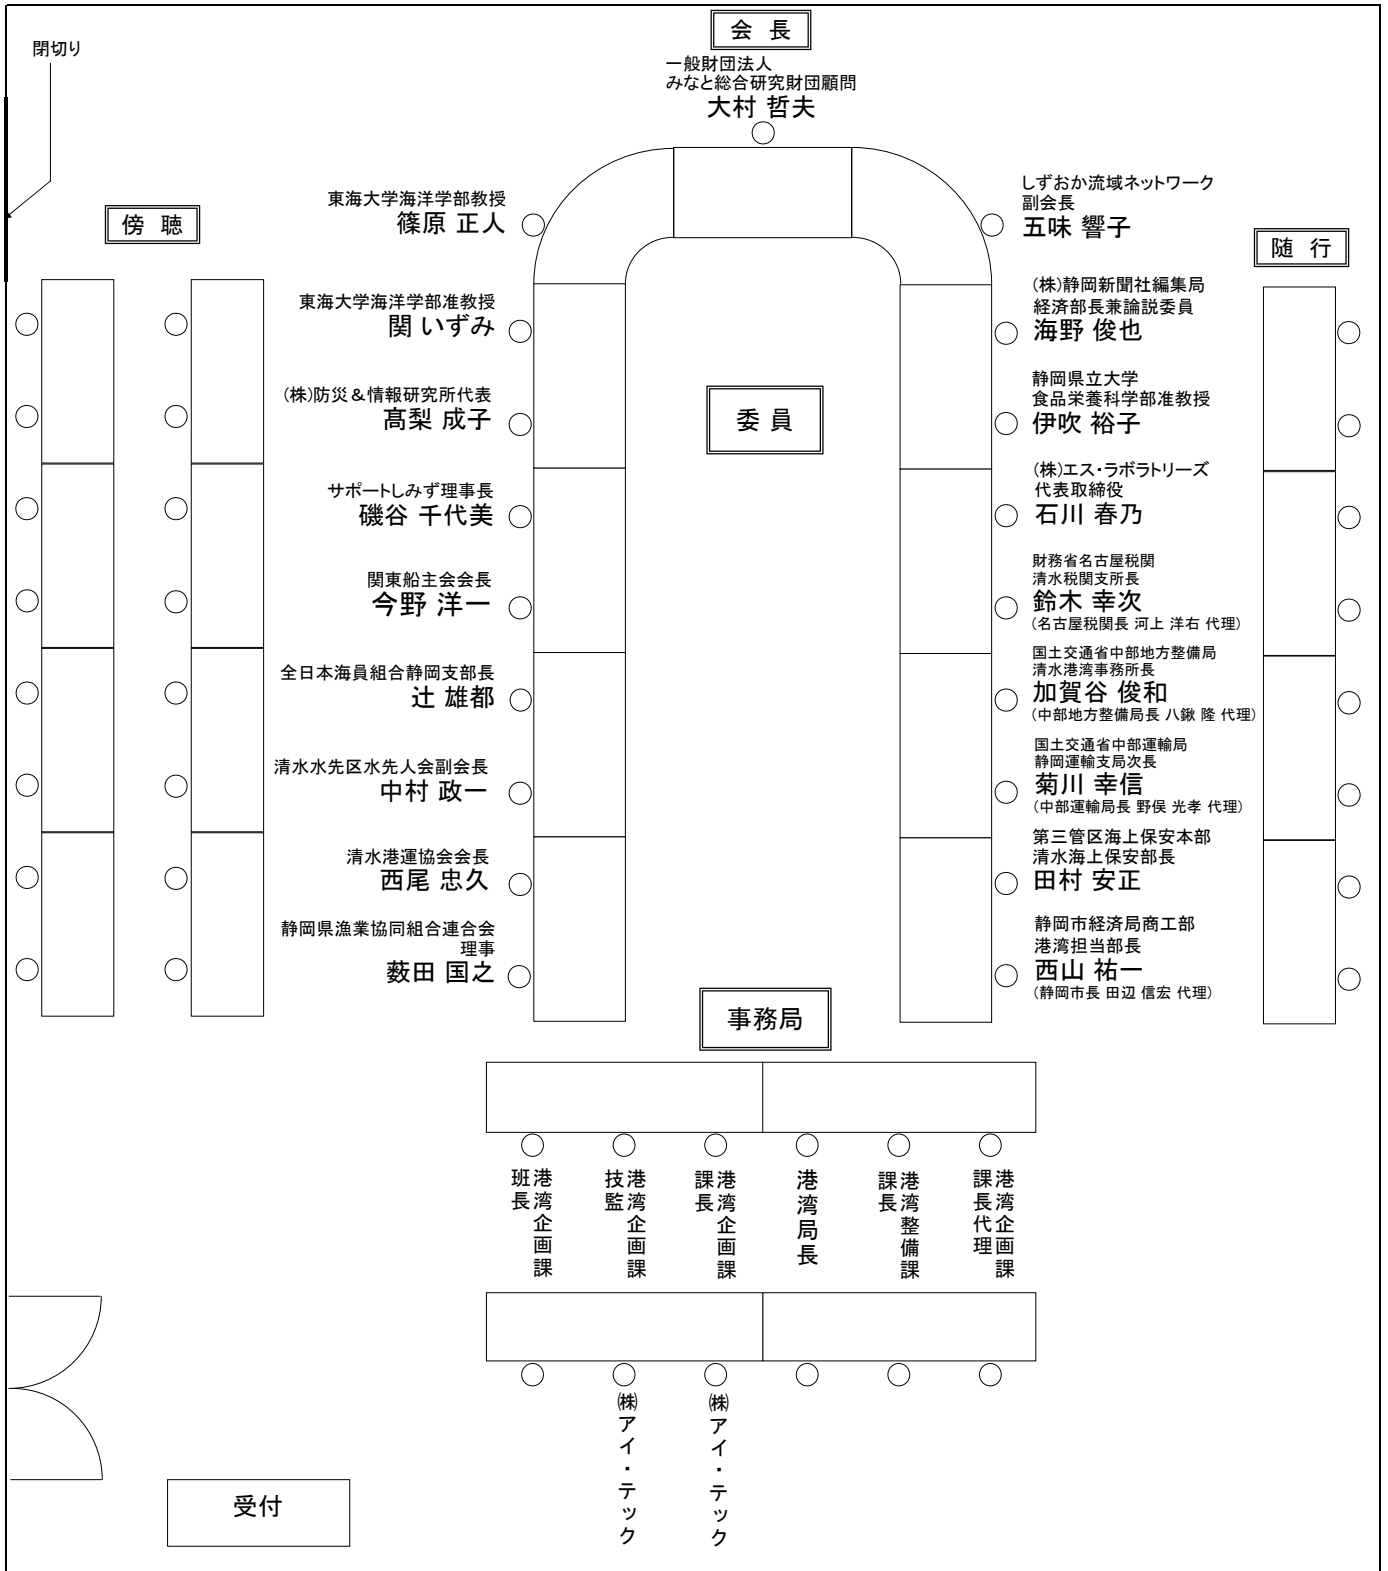 会 長
一般財団法人
みなと総合研究財団顧問
大村 哲夫
閉切り
傍 聴
随 行
東海大学海洋学部教授
篠原 正人
東海大学海洋学部准教授
関 いずみ
(株)防災&情報研究所代表
髙梨 成子
サポートしみず理事長
磯谷 千代美
関東船主会会長
今野 洋一
全日本海員組合静岡支部長
辻 雄都
清水水先区水先人会副会長
中村 政一
清水港運協会会長
西尾 忠久
静岡県漁業協同組合連合会
理事
薮田 国之
委 員
しずおか流域ネットワーク
副会長
五味 響子
(株)静岡新聞社編集局
経済部長兼論説委員
海野 俊也
静岡県立大学
食品栄養科学部准教授
伊吹 裕子
(株)エス・ラボラトリーズ
代表取締役
石川 春乃
財務省名古屋税関
清水税関支所長
鈴木 幸次
(名古屋税関長 河上 洋右 代理)
国土交通省中部地方整備局
清水港湾事務所長
加賀谷 俊和
(中部地方整備局長 八鍬 隆 代理)
国土交通省中部運輸局
静岡運輸支局次長
菊川 幸信
(中部運輸局長 野俣 光孝 代理)
第三管区海上保安本部
清水海上保安部長
田村 安正
静岡市経済局商工部
港湾担当部長
西山 祐一
(静岡市長 田辺 信宏 代理)
事務局
港湾企画課
班長
港湾企画課
技監
港湾企画課
課長
港湾局長
港湾整備課
課長
港湾企画課
課長代理
㈱アイ・テック
㈱アイ・テック
受付